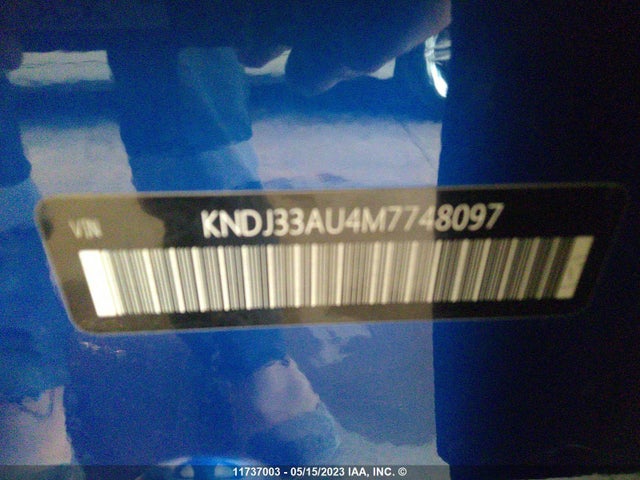 VIN KNDJ33AU4M7748097
11737003 - 05/15/2023 IAA, INC. ©